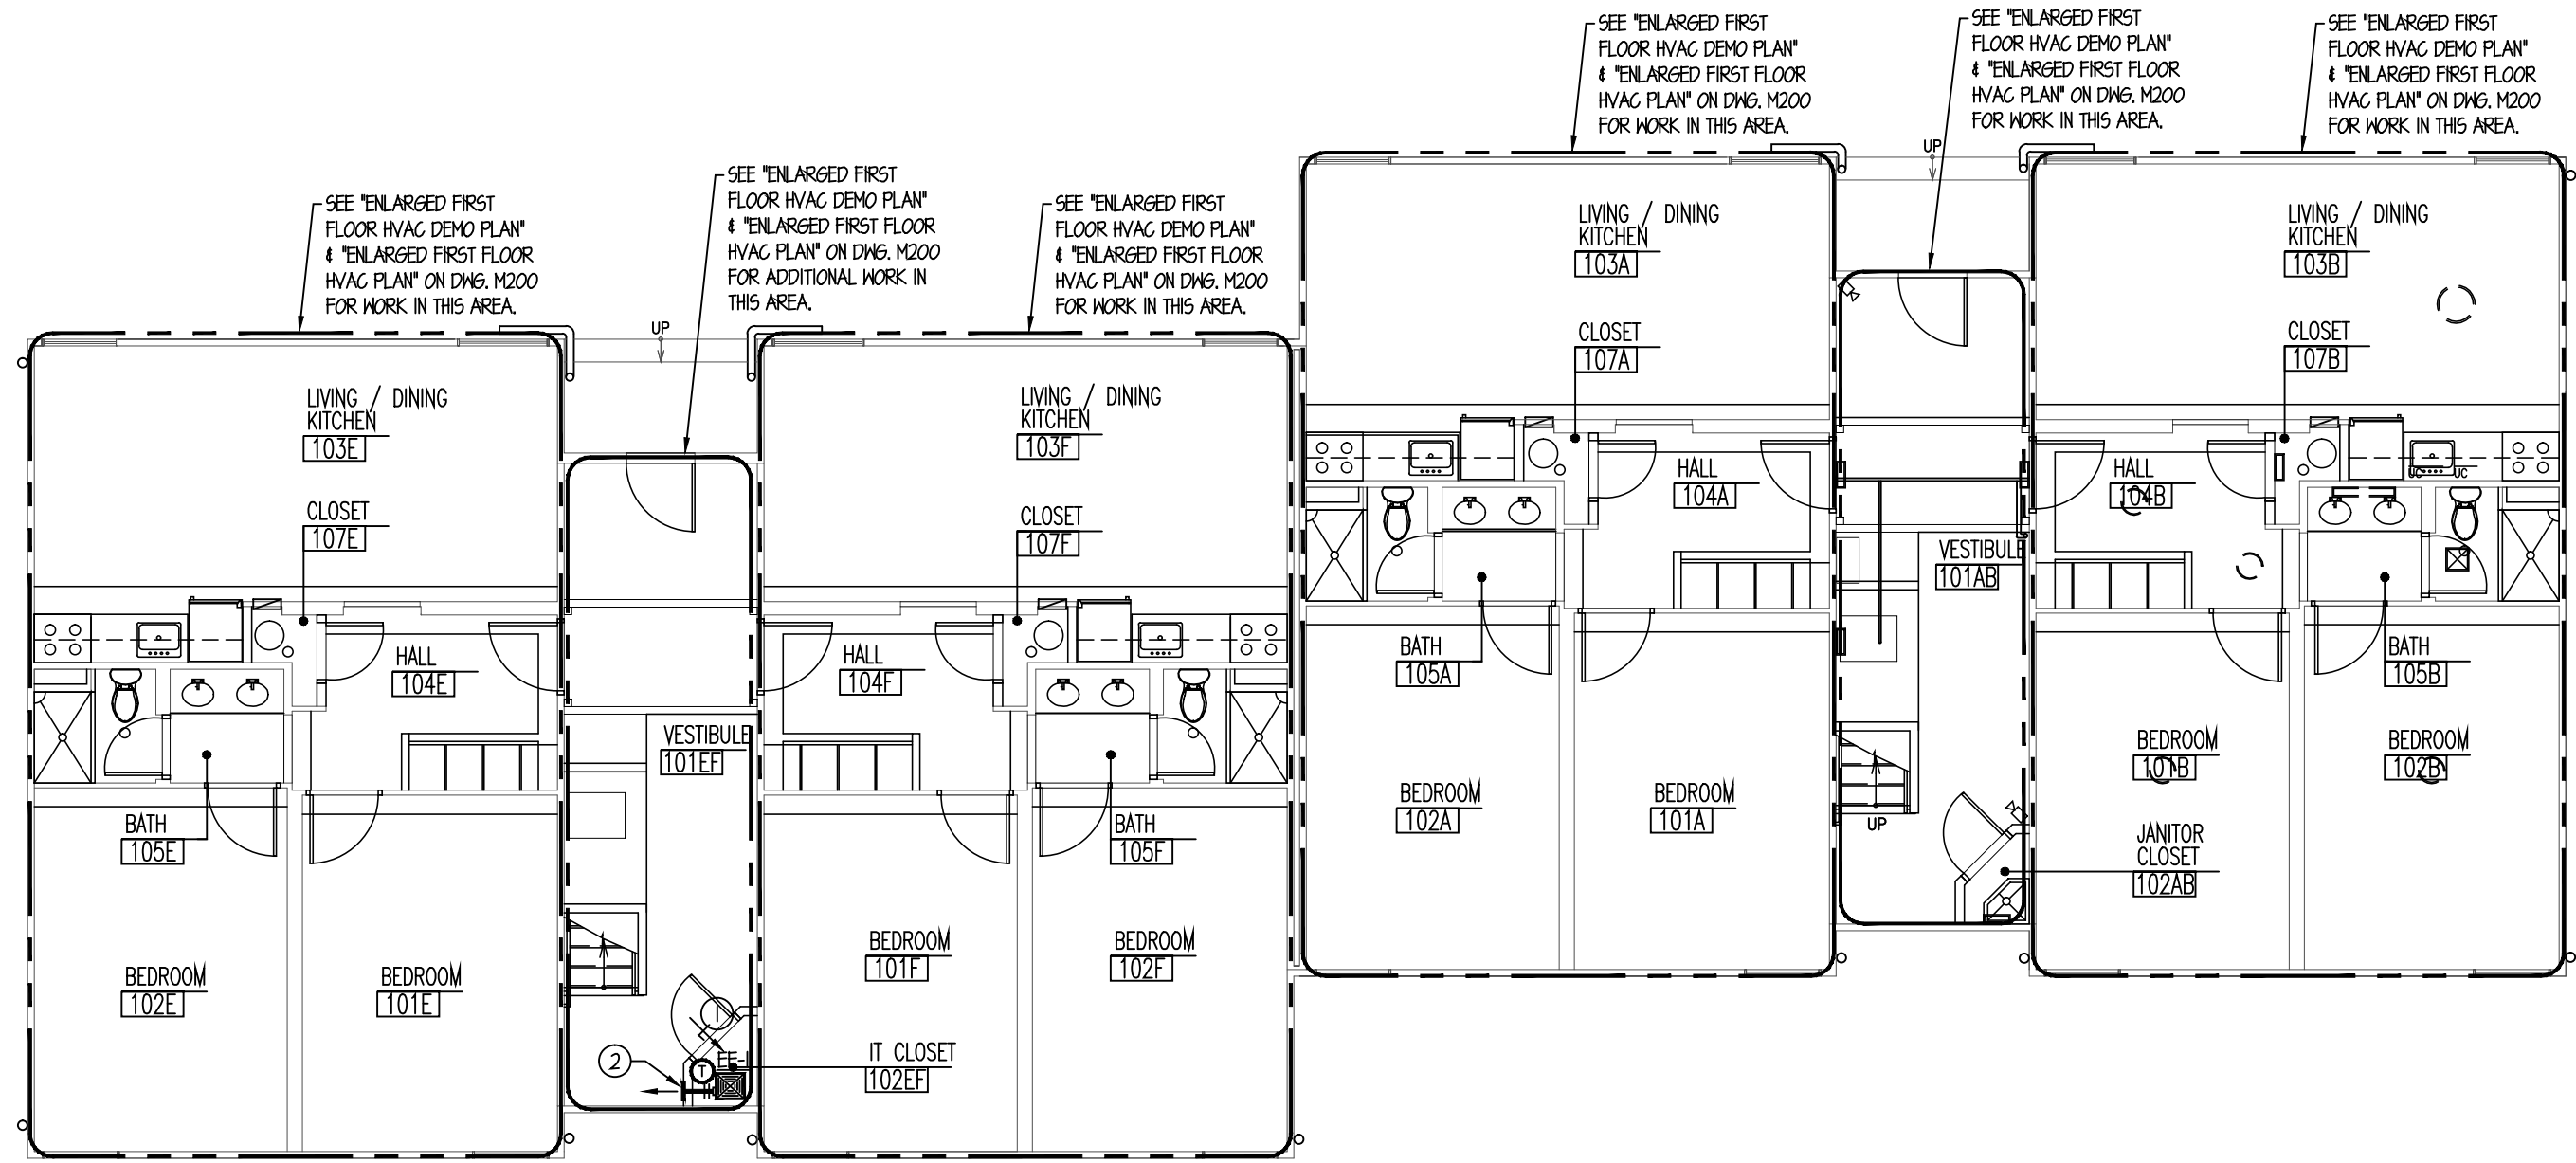 SEE "ENLARGED FIRST
FLOOR HVAC DEMO PLAN"
& "ENLARGED FIRST FLOOR
HVAC PLAN" ON DWG. M200
FOR WORK IN THIS AREA.
SEE "ENLARGED FIRST
FLOOR HVAC DEMO PLAN"
& "ENLARGED FIRST FLOOR
HVAC PLAN" ON DWG. M200
FOR ADDITIONAL WORK IN
THIS AREA.
SEE "ENLARGED FIRST
FLOOR HVAC DEMO PLAN"
& "ENLARGED FIRST FLOOR
HVAC PLAN" ON DWG. M200
FOR WORK IN THIS AREA.
SEE "ENLARGED FIRST
FLOOR HVAC DEMO PLAN"
& "ENLARGED FIRST FLOOR
HVAC PLAN" ON DWG. M200
FOR WORK IN THIS AREA.
SEE "ENLARGED FIRST
FLOOR HVAC DEMO PLAN"
& "ENLARGED FIRST FLOOR
HVAC PLAN" ON DWG. M200
FOR WORK IN THIS AREA.
SEE "ENLARGED FIRST
FLOOR HVAC DEMO PLAN"
& "ENLARGED FIRST FLOOR
HVAC PLAN" ON DWG. M200
FOR WORK IN THIS AREA.
LIVING / DINING
KITCHEN
103E
CLOSET
107E
HALL
104E
BATH
105E
BEDROOM
102E
BEDROOM
101E
UP
VESTIBULE
101EF
2
T
EF-1
IT CLOSET
102EF
LIVING / DINING
KITCHEN
103F
CLOSET
107F
HALL
104F
BATH
105F
BEDROOM
101F
BEDROOM
102F
LIVING / DINING
KITCHEN
103A
CLOSET
107A
HALL
104A
BATH
105A
BEDROOM
102A
BEDROOM
101A
UP
VESTIBULE
101AB
UP
JANITOR
CLOSET
102AB
LIVING / DINING
KITCHEN
103B
CLOSET
107B
HALL
104B
UC
UC
BATH
105B
BEDROOM
101B
BEDROOM
102B